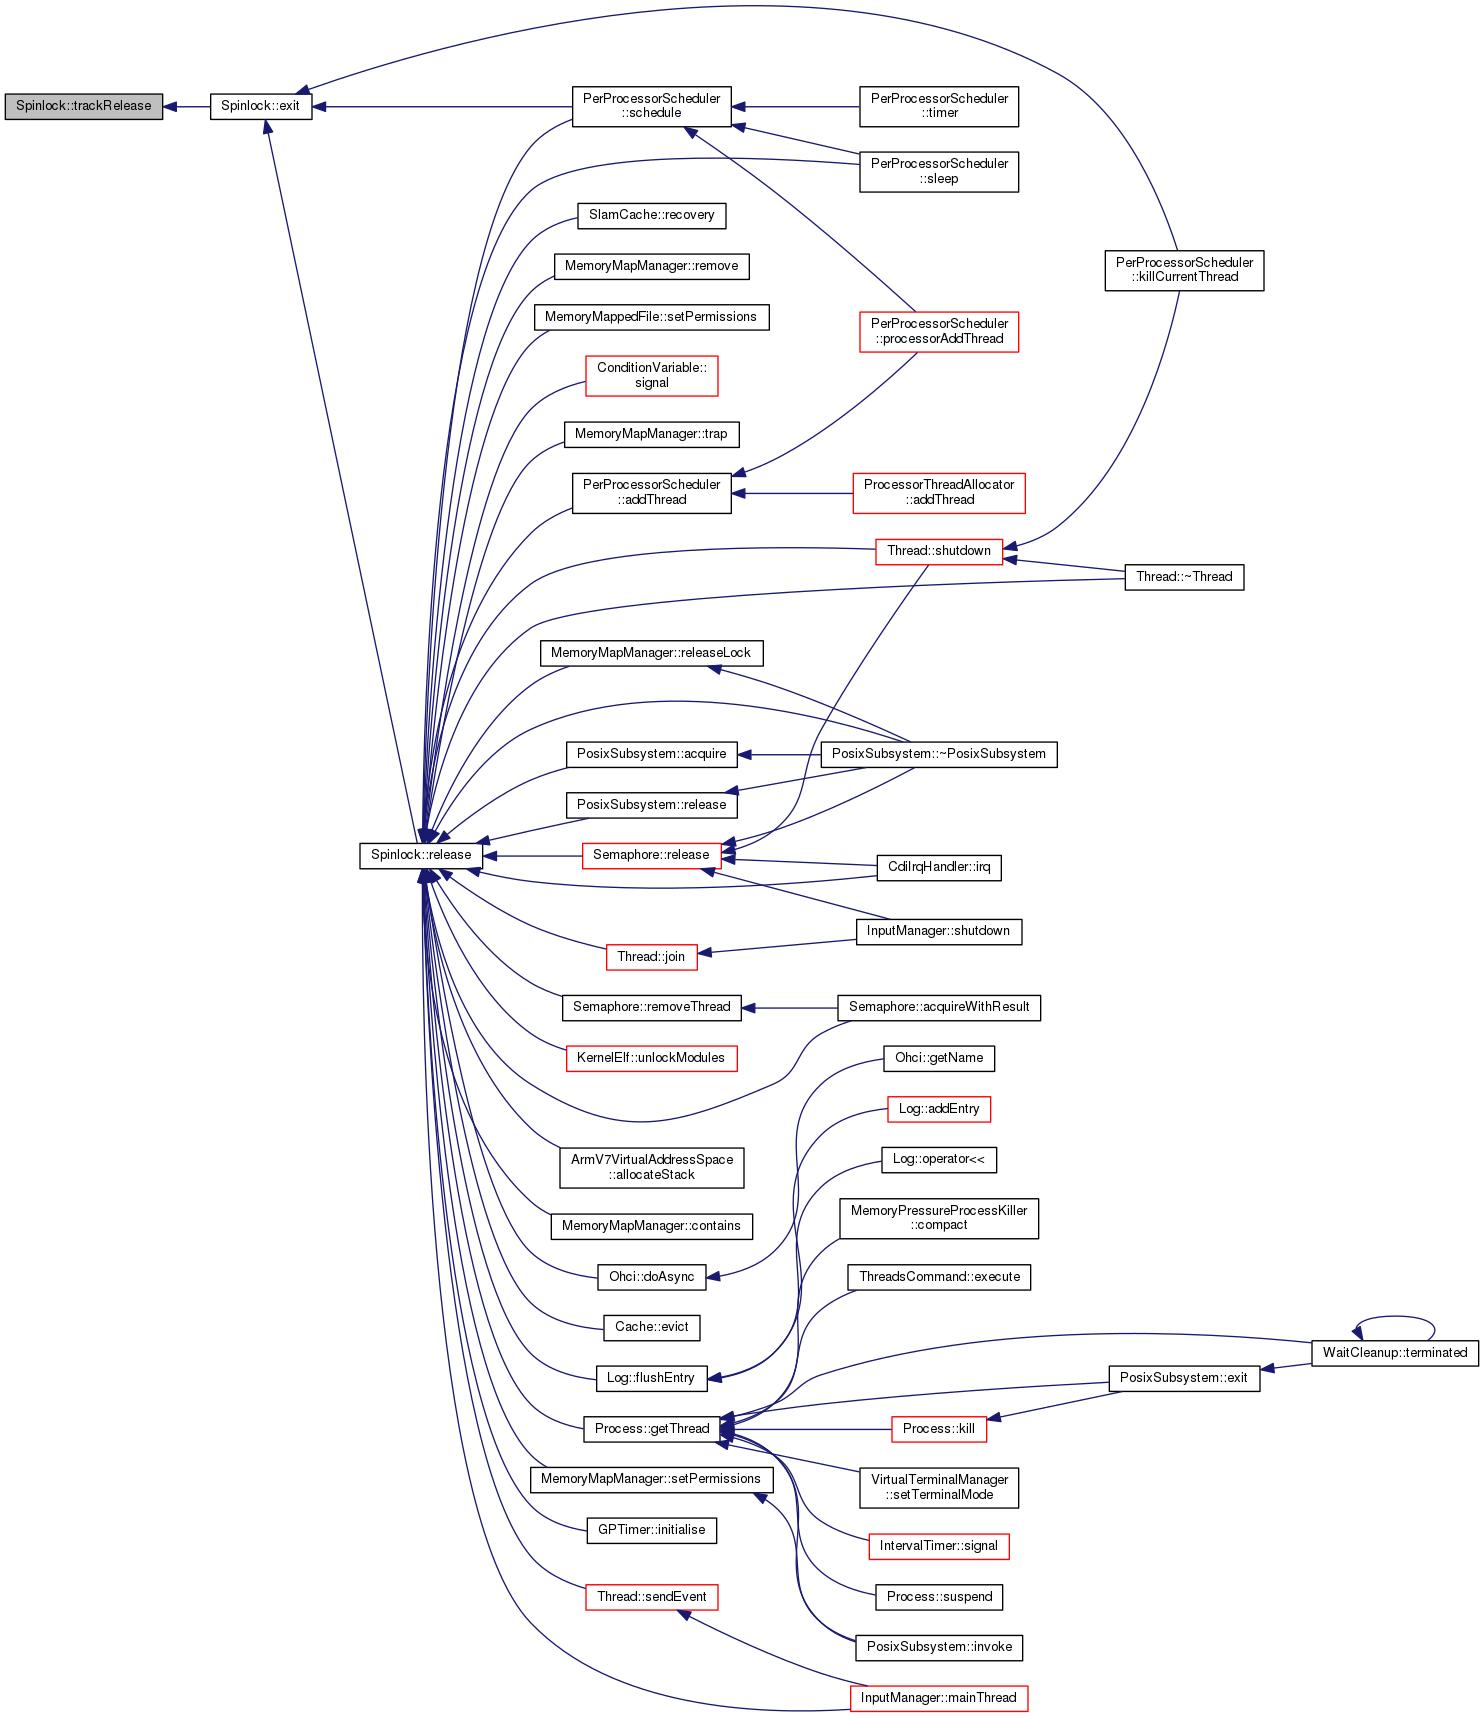 Spinlock::trackRelease
Spinlock::exit
PerProcessorScheduler
::schedule
PerProcessorScheduler
::timer
PerProcessorScheduler
::sleep
SlamCache::recovery
MemoryMapManager::remove
PerProcessorScheduler
::killCurrentThread
MemoryMappedFile::setPermissions
PerProcessorScheduler
::processorAddThread
ConditionVariable::
signal
MemoryMapManager::trap
PerProcessorScheduler
::addThread
ProcessorThreadAllocator
::addThread
Thread::shutdown
Thread::~Thread
MemoryMapManager::releaseLock
PosixSubsystem::acquire
PosixSubsystem::~PosixSubsystem
PosixSubsystem::release
Spinlock::release
Semaphore::release
CdiIrqHandler::irq
InputManager::shutdown
Thread::join
Semaphore::removeThread
Semaphore::acquireWithResult
KernelElf::unlockModules
Ohci::getName
Log::addEntry
ArmV7VirtualAddressSpace
::allocateStack
Log::operator<<
MemoryMapManager::contains
MemoryPressureProcessKiller
::compact
Ohci::doAsync
ThreadsCommand::execute
Cache::evict
WaitCleanup::terminated
Log::flushEntry
PosixSubsystem::exit
Process::getThread
Process::kill
MemoryMapManager::setPermissions
VirtualTerminalManager
::setTerminalMode
GPTimer::initialise
IntervalTimer::signal
Thread::sendEvent
Process::suspend
PosixSubsystem::invoke
InputManager::mainThread